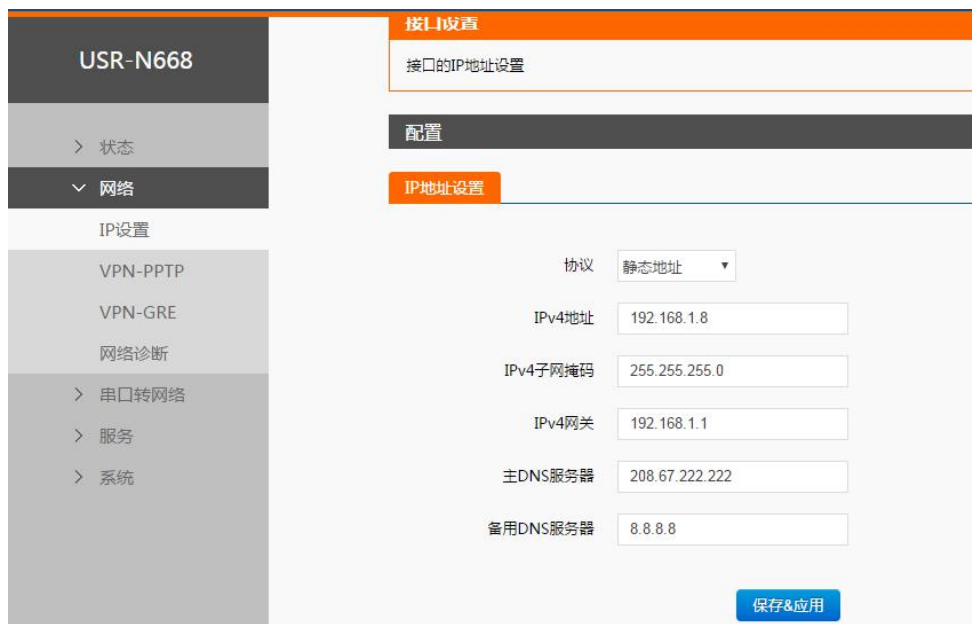 接口设置
USR-N668
接口的IP地址设置
配置
状态
网络
IP地址设置
IP设置
VPN-PPTP
VPN-GRE
网络诊断
串口转网络
服务
系统
协议 静态地址
IPv4地址 192.168.1.8
IPv4子网掩码 255.255.255.0
IPv4网关 192.168.1.1
主DNS服务器 208.67.222.222
备用DNS服务器 8.8.8.8
保存&应用